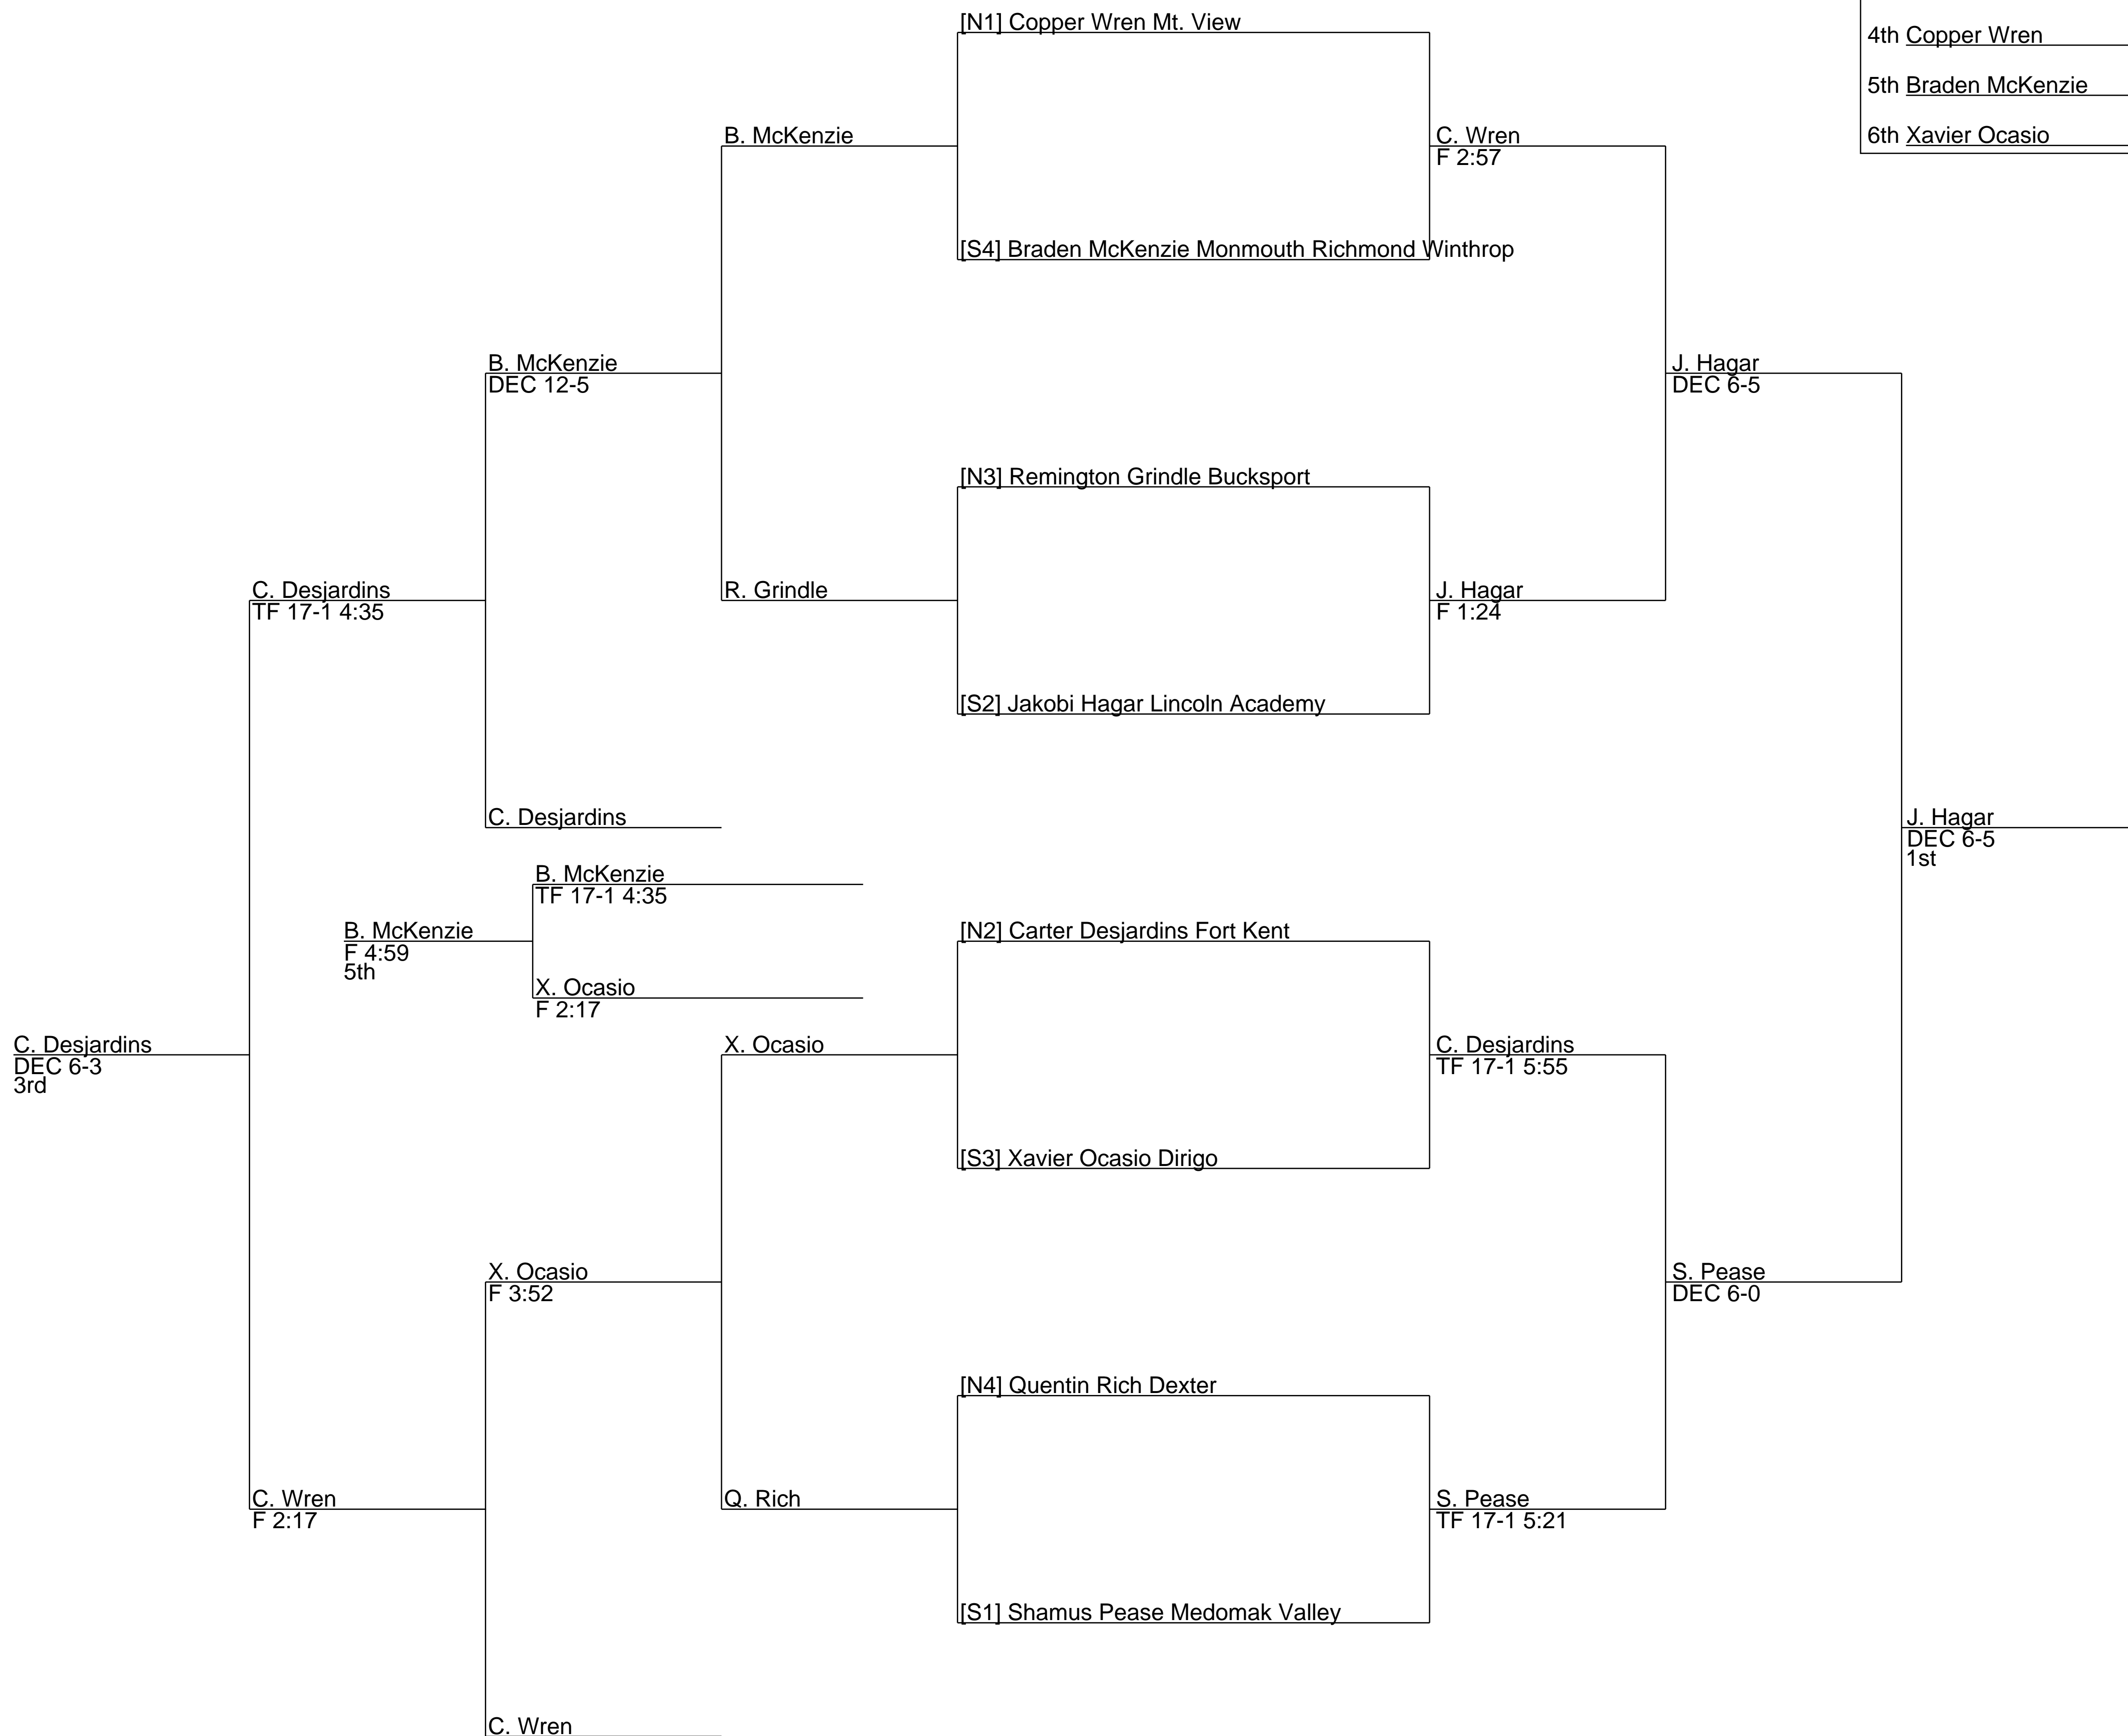 [N1] Copper Wren Mt. View
4th Copper Wren
5th Braden McKenzie
6th Xavier Ocasio
B. McKenzie
C. Wren
F 2:57
[S4] Braden McKenzie Monmouth Richmond Winthrop
B. McKenzie
DEC 12-5
J. Hagar
DEC 6-5
[N3] Remington Grindle Bucksport
C. Desjardins
TF 17-1 4:35
R. Grindle
J. Hagar
F 1:24
[S2] Jakobi Hagar Lincoln Academy
C. Desjardins
J. Hagar
DEC 6-5
1st
B. McKenzie
TF 17-1 4:35
B. McKenzie
F 4:59
5th
[N2] Carter Desjardins Fort Kent
X. Ocasio
F 2:17
C. Desjardins
DEC 6-3
3rd
X. Ocasio
C. Desjardins
TF 17-1 5:55
[S3] Xavier Ocasio Dirigo
X. Ocasio
F 3:52
S. Pease
DEC 6-0
[N4] Quentin Rich Dexter
C. Wren
F 2:17
Q. Rich
S. Pease
TF 17-1 5:21
[S1] Shamus Pease Medomak Valley
C. Wren